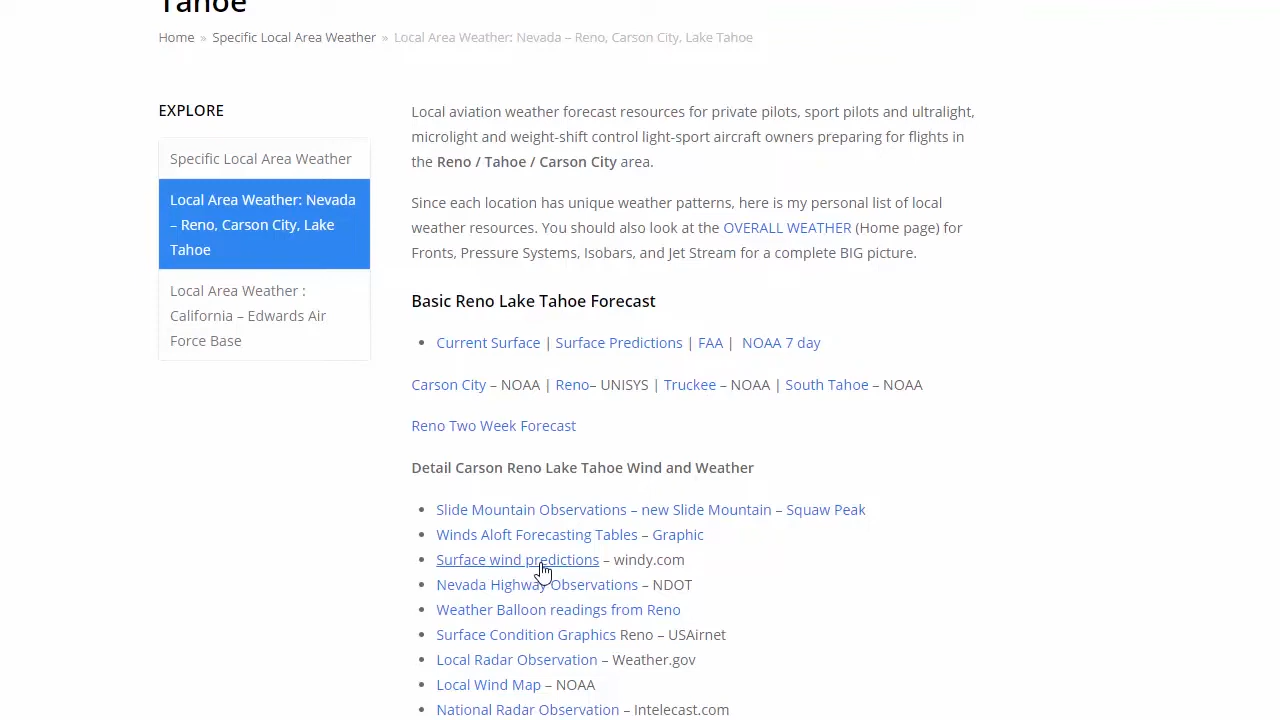 Tahoe
Home » Specific Local Area Weather » Local Area Weather: Nevada – Reno, Carson City, Lake Tahoe
EXPLORE
Specific Local Area Weather
Local Area Weather: Nevada
– Reno, Carson City, Lake
Tahoe
Local Area Weather :
California – Edwards Air
Force Base
Local aviation weather forecast resources for private pilots, sport pilots and ultralight,
microlight and weight-shift control light-sport aircraft owners preparing for flights in
the Reno / Tahoe / Carson City area.
Since each location has unique weather patterns, here is my personal list of local
weather resources. You should also look at the OVERALL WEATHER (Home page) for
Fronts, Pressure Systems, Isobars, and Jet Stream for a complete BIG picture.
Basic Reno Lake Tahoe Forecast
• Current Surface | Surface Predictions | FAA | NOAA 7 day
Carson City – NOAA | Reno– UNISYS | Truckee – NOAA | South Tahoe – NOAA
Reno Two Week Forecast
Detail Carson Reno Lake Tahoe Wind and Weather
• Slide Mountain Observations – new Slide Mountain – Squaw Peak
• Winds Aloft Forecasting Tables – Graphic
• Surface wind predictions – windy.com
• Nevada Highway Observations – NDOT
• Weather Balloon readings from Reno
• Surface Condition Graphics Reno – USAirnet
• Local Radar Observation – Weather.gov
• Local Wind Map – NOAA
• National Radar Observation – Intelecast.com